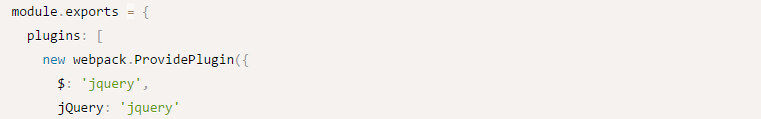 module.exports = {
  plugins: [
    new webpack.ProvidePlugin({
      $: 'jquery',
      jQuery: 'jquery'